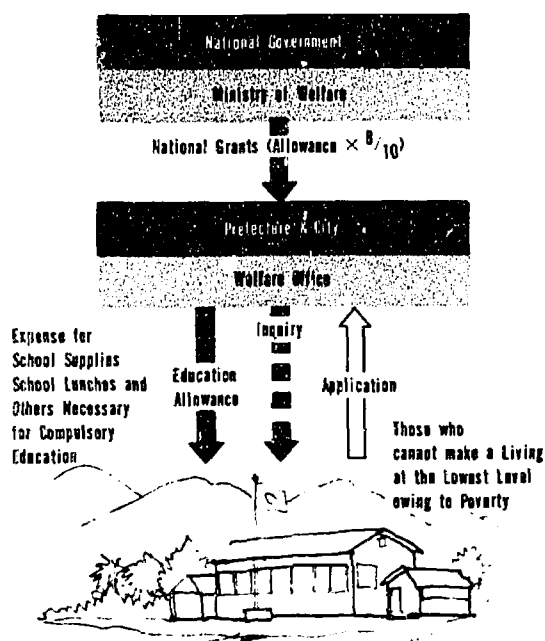 National Government
Ministry of Welfare
National Grants (Allowance × 8/10)
Prefecture & City
Welfare Office
Expense for
School Supplies
School Lunches and
Others Necessary
for Compulsory
Education
Education
Allowance
Inquiry
Application
Those who
cannot make a Living
at the Lowest Level
owing to Poverty